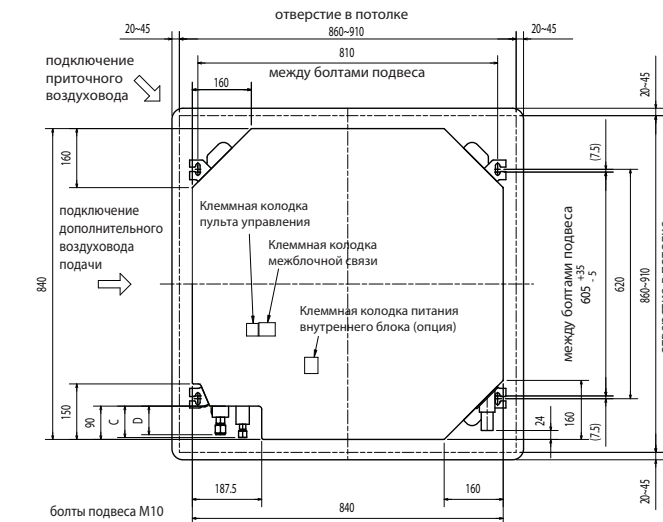 отверстие в потолке
20~45
860~910
20~45
810
между болтами подвеса
подключение
приточного
воздуховода
160
20~45
160
(7.5)
подключение
дополнительного
воздуховода
подачи
Клеммная колодка
пульта управления
Клеммная колодка
межблочной связи
Клеммная колодка питания
внутреннего блока (опция)
840
между болтами подвеса
605 +35 - 5
620
860~910
150
90
C
D
24
160
(7.5)
187.5
160
20~45
840
болты подвеса М10